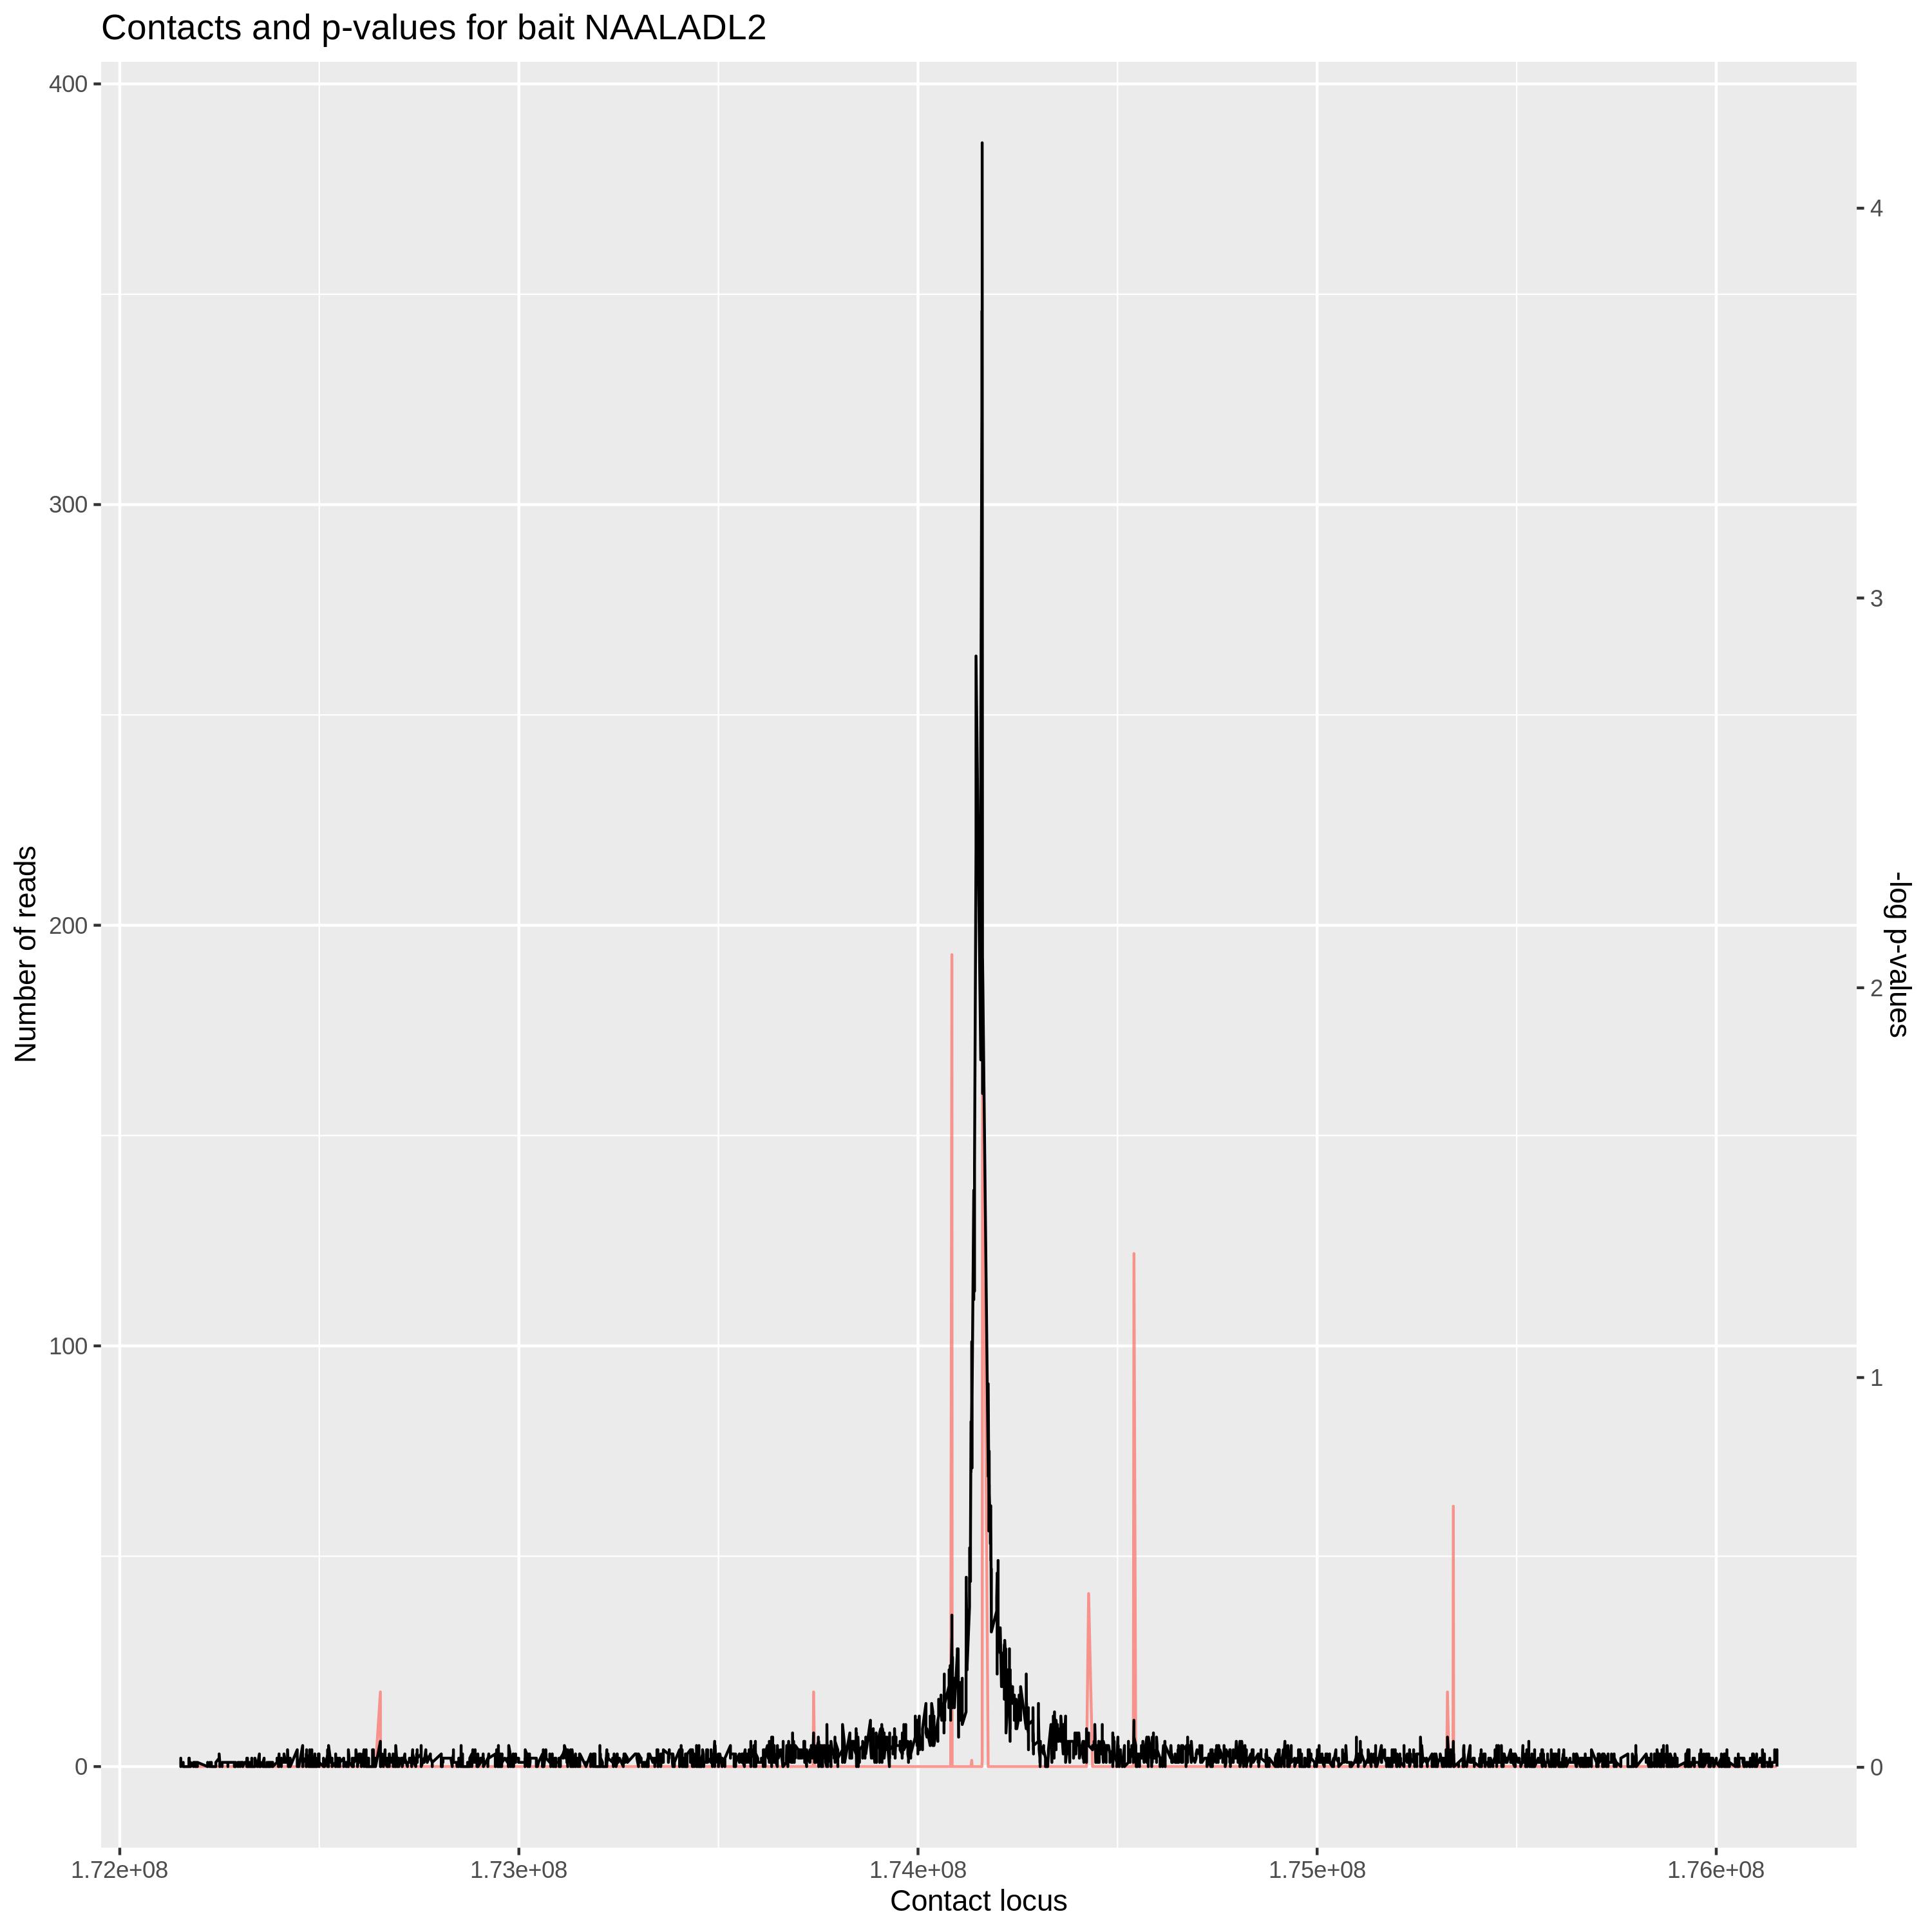 Contacts and p-values for bait NAALADL2
400
300
200
100
0
Number of reads
4
3
2
1
0
-log p-values
1.72e+08
1.73e+08
1.74e+08
1.75e+08
1.76e+08
Contact locus